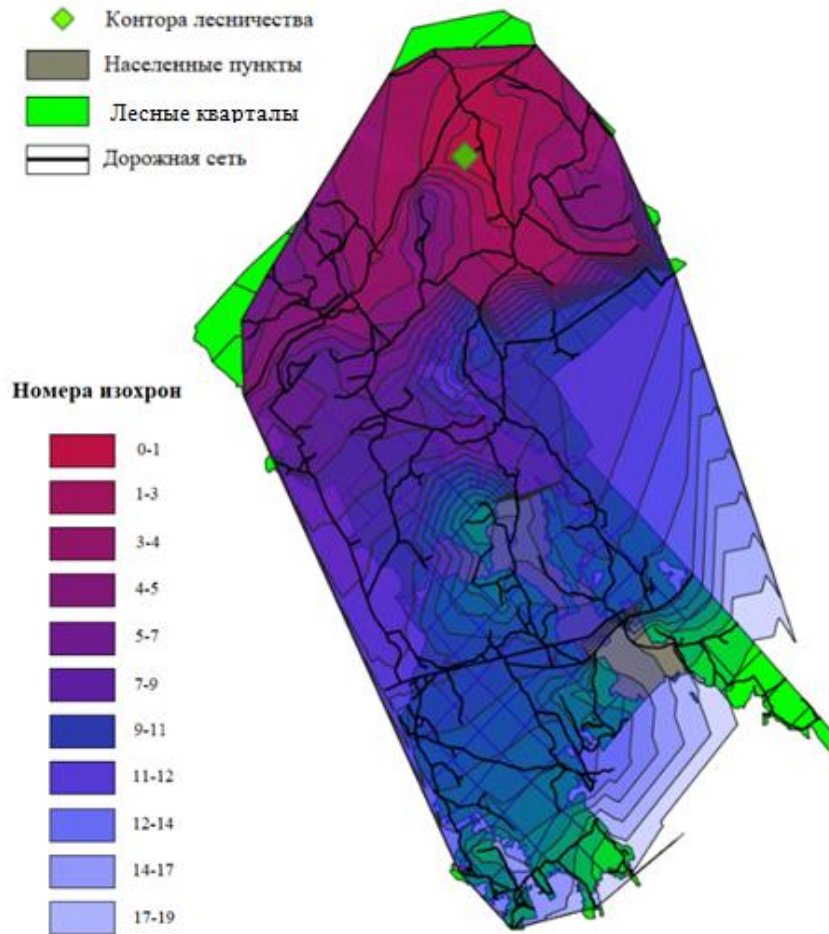 Контора лесничества
Населенные пункты
Лесные кварталы
Дорожная сеть
Номера изохрон
0-1
1-3
3-4
4-5
5-7
7-9
9-11
11-12
12-14
14-17
17-19